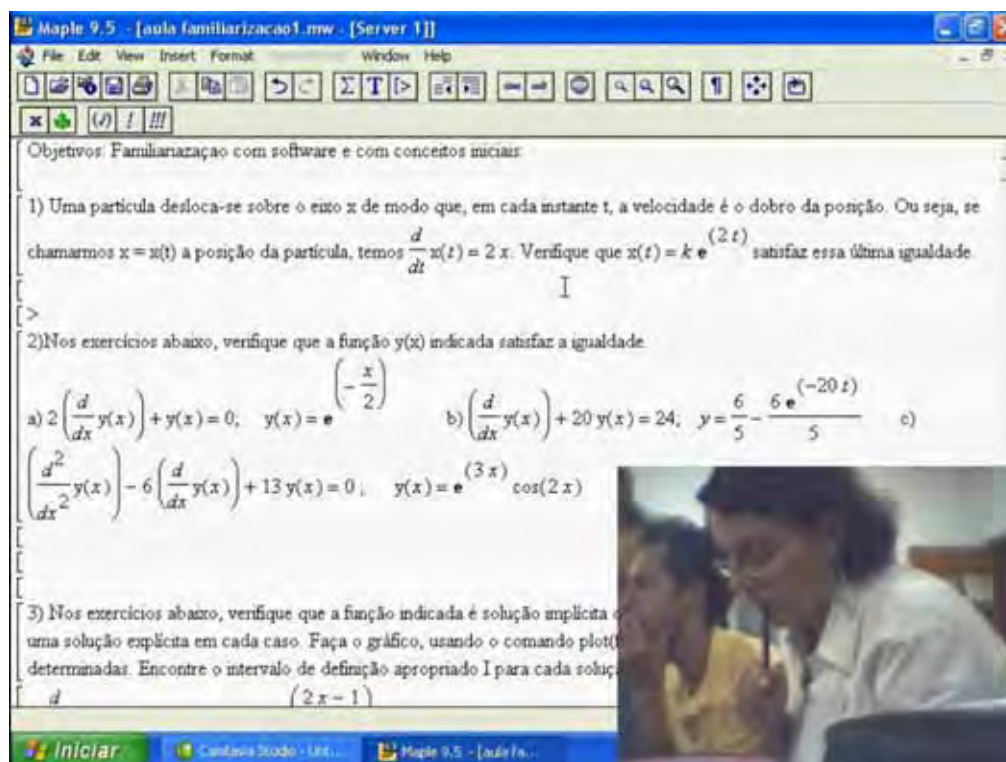 Maple 9.5 - [aula familiarizacao1.mw - [Server 1]]
File Edit View Insert Format Window Help
Objetivos: Familianazaçao com software e com conceitos iniciais
1) Uma partícula desloca-se sobre o eixo x de modo que, em cada instante t, a velocidade é o dobro da posição. Ou seja, se
chamarmos x = x(t) a posição da partícula, temos d/dt x(t) = 2 x. Verifique que x(t) = k e^(2 t) satisfaz essa última igualdade.
>
2)Nos exercícios abaixo, verifique que a função y(x) indicada satisfaz a igualdade.
a) 2 (d/dx y(x)) + y(x) = 0; y(x) = e^(-x/2) b) (d/dx y(x)) + 20 y(x) = 24; y = 6/5 - 6 e^(-20 t)/5 c)
(d^2/dx^2 y(x)) - 6 (d/dx y(x)) + 13 y(x) = 0 ; y(x) = e^(3 x) cos(2 x)
3) Nos exercícios abaixo, verifique que a função indicada é solução implícita
uma solução explícita em cada caso. Faça o gráfico, usando o comando plot(
determinadas. Encontre o intervalo de definição apropriado I para cada soluç
d (2 x - 1)
Iniciar Camtasia Studio - Unt... Maple 9.5 - [aula fa...